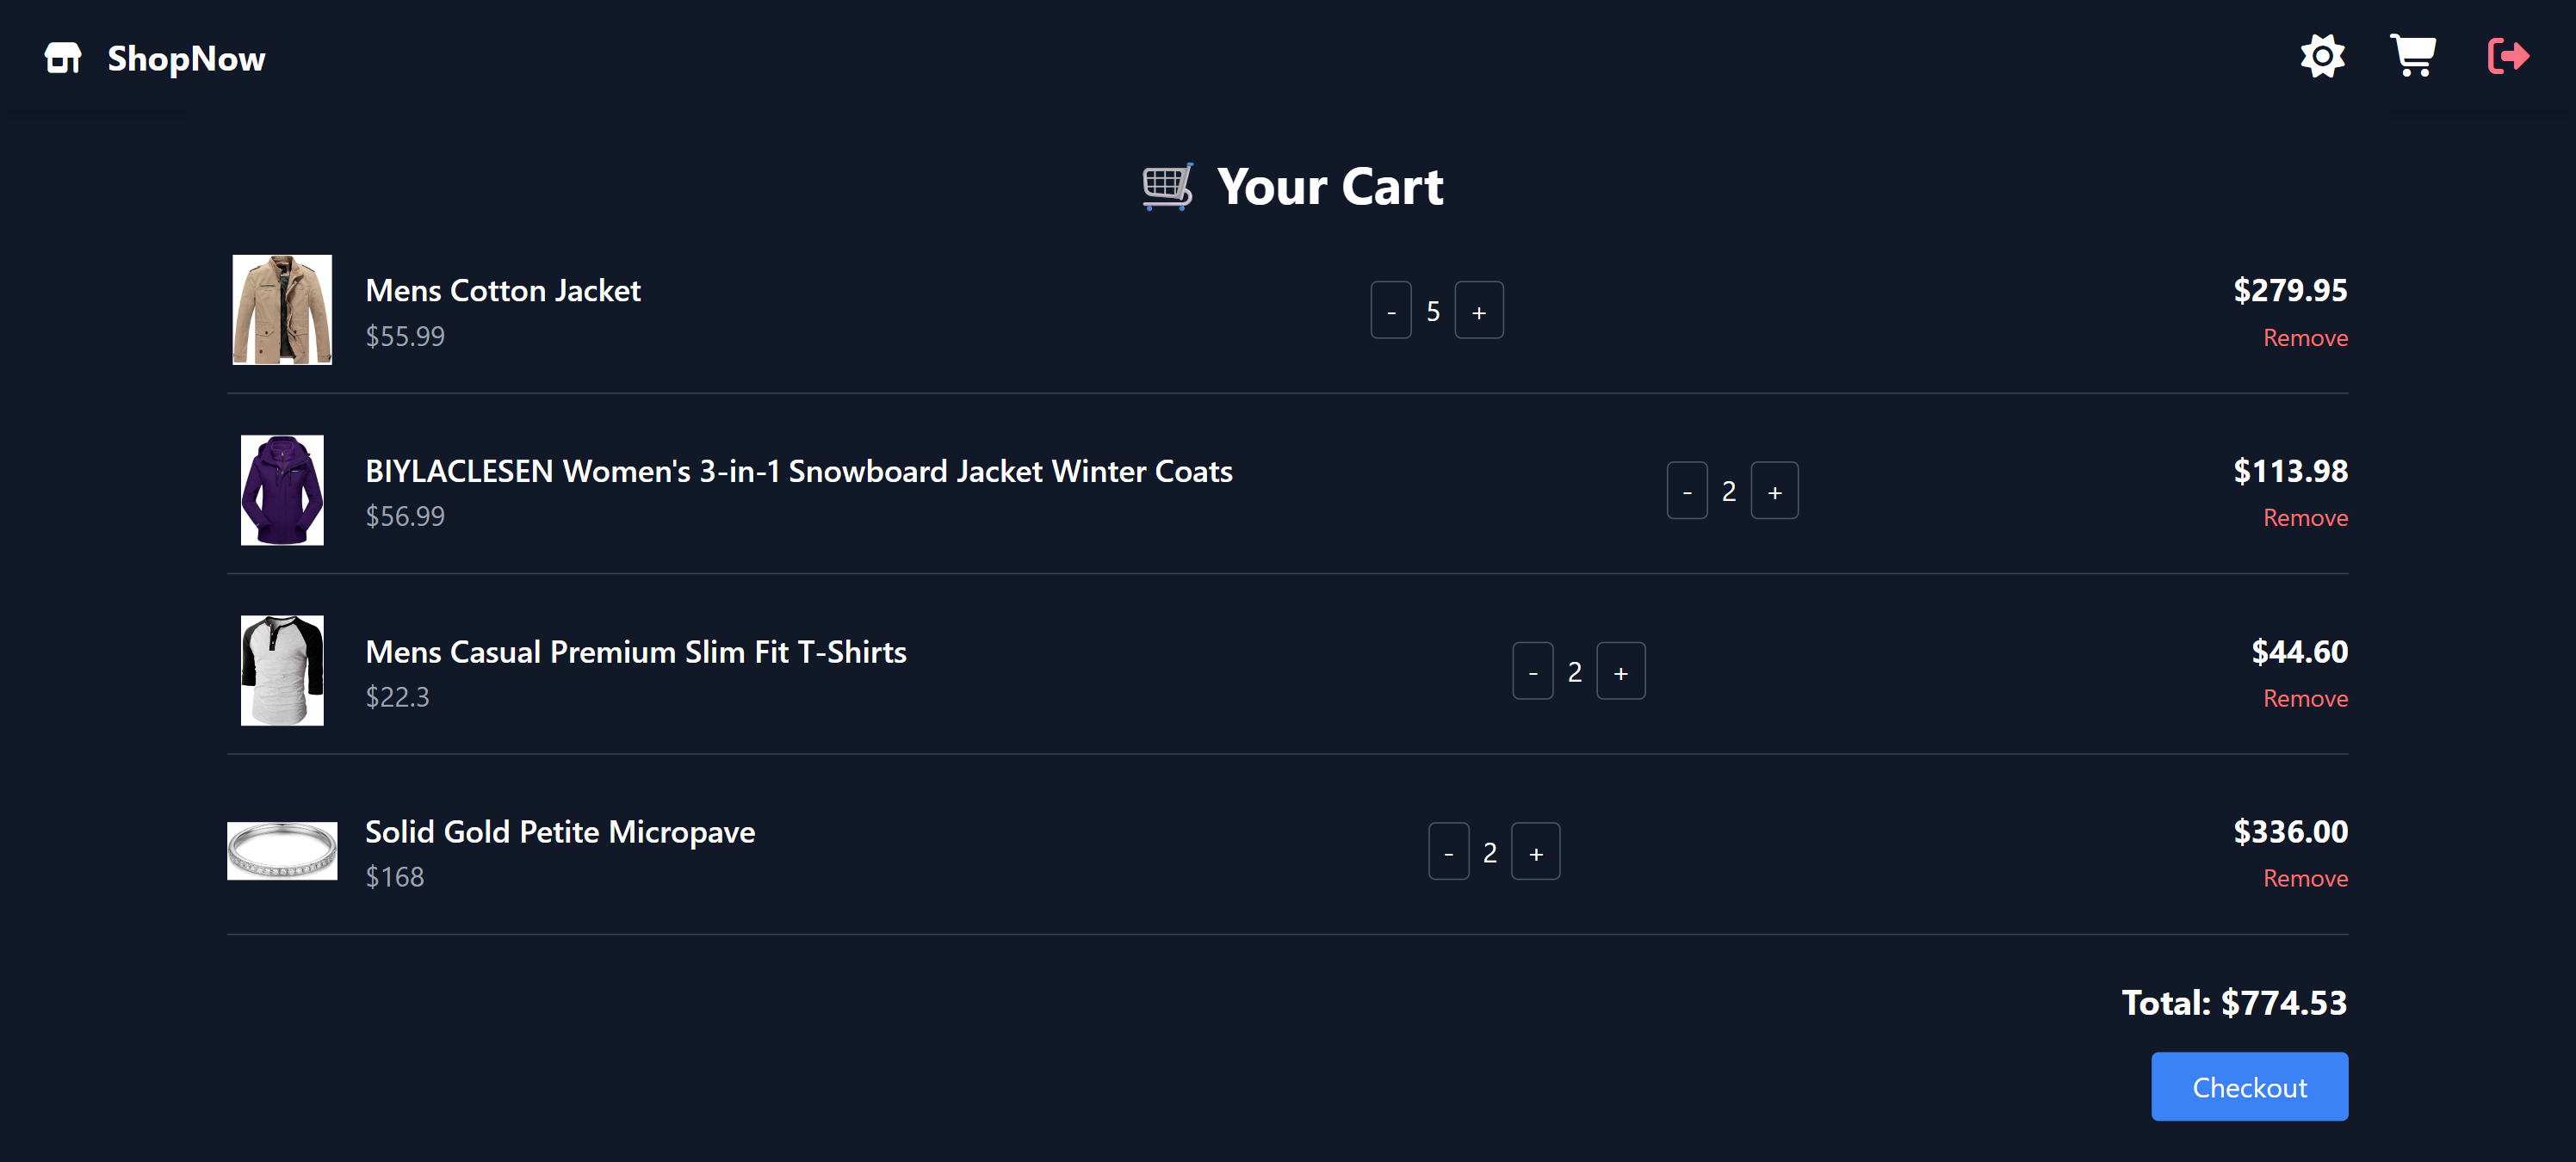 ShopNow
Your Cart
Mens Cotton Jacket
$55.99
- 5 +
$279.95
Remove
BIYLACLESEN Women's 3-in-1 Snowboard Jacket Winter Coats
$56.99
- 2 +
$113.98
Remove
Mens Casual Premium Slim Fit T-Shirts
$22.3
- 2 +
$44.60
Remove
Solid Gold Petite Micropave
$168
- 2 +
$336.00
Remove
Total: $774.53
Checkout